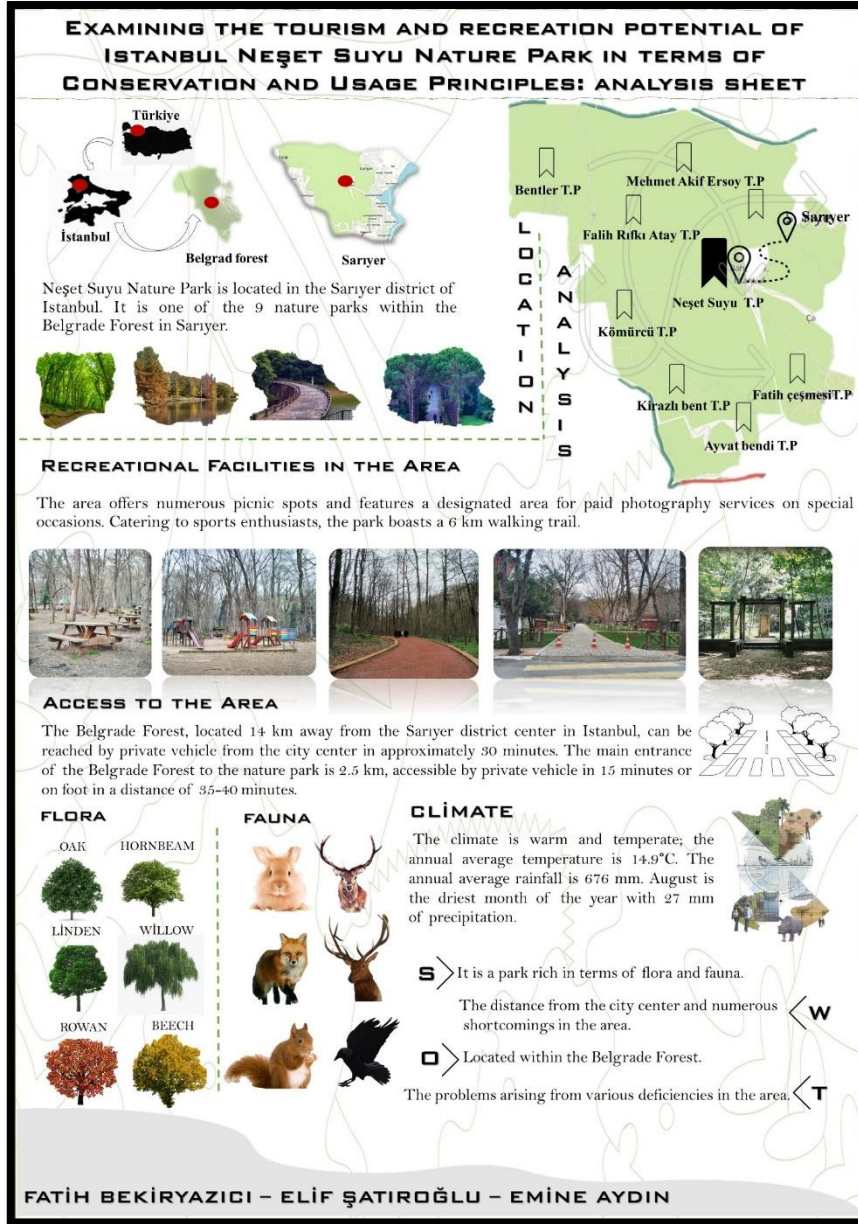 Examining the tourism and recreation potential of
Istanbul Neşet Suyu Nature Park in terms of
Conservation and Usage Principles: analysis sheet
Türkiye
İstanbul
Belgrad forest
Sarıyer
Neşet Suyu Nature Park is located in the Sarıyer district of
Istanbul. It is one of the 9 nature parks within the
Belgrade Forest in Sarıyer.
LOCATION
ANALYSIS
Bentler T.P
Mehmet Akif Ersoy T.P
Falih Rıfkı Atay T.P
Sarıyer
Neşet Suyu T.P
Kömürcü T.P
Kirazlı bent T.P
Fatih çeşmesiT.P
Ayvat bendi T.P
Recreational Facilities in the Area
The area offers numerous picnic spots and features a designated area for paid photography services on special
occasions. Catering to sports enthusiasts, the park boasts a 6 km walking trail.
Access to the Area
The Belgrade Forest, located 14 km away from the Sarıyer district center in Istanbul, can be
reached by private vehicle from the city center in approximately 30 minutes. The main entrance
of the Belgrade Forest to the nature park is 2.5 km, accessible by private vehicle in 15 minutes or
on foot in a distance of 35-40 minutes.
FLORA
OAK
HORNBEAM
LİNDEN
WİLLOW
ROWAN
BEECH
FAUNA
CLİMATE
The climate is warm and temperate; the
annual average temperature is 14.9°C. The
annual average rainfall is 676 mm. August is
the driest month of the year with 27 mm
of precipitation.
S It is a park rich in terms of flora and fauna.
The distance from the city center and numerous
shortcomings in the area. W
O Located within the Belgrade Forest.
The problems arising from various deficiencies in the area. T
FATİH BEKİRYAZICI – ELİF ŞATIROĞLU – EMİNE AYDIN